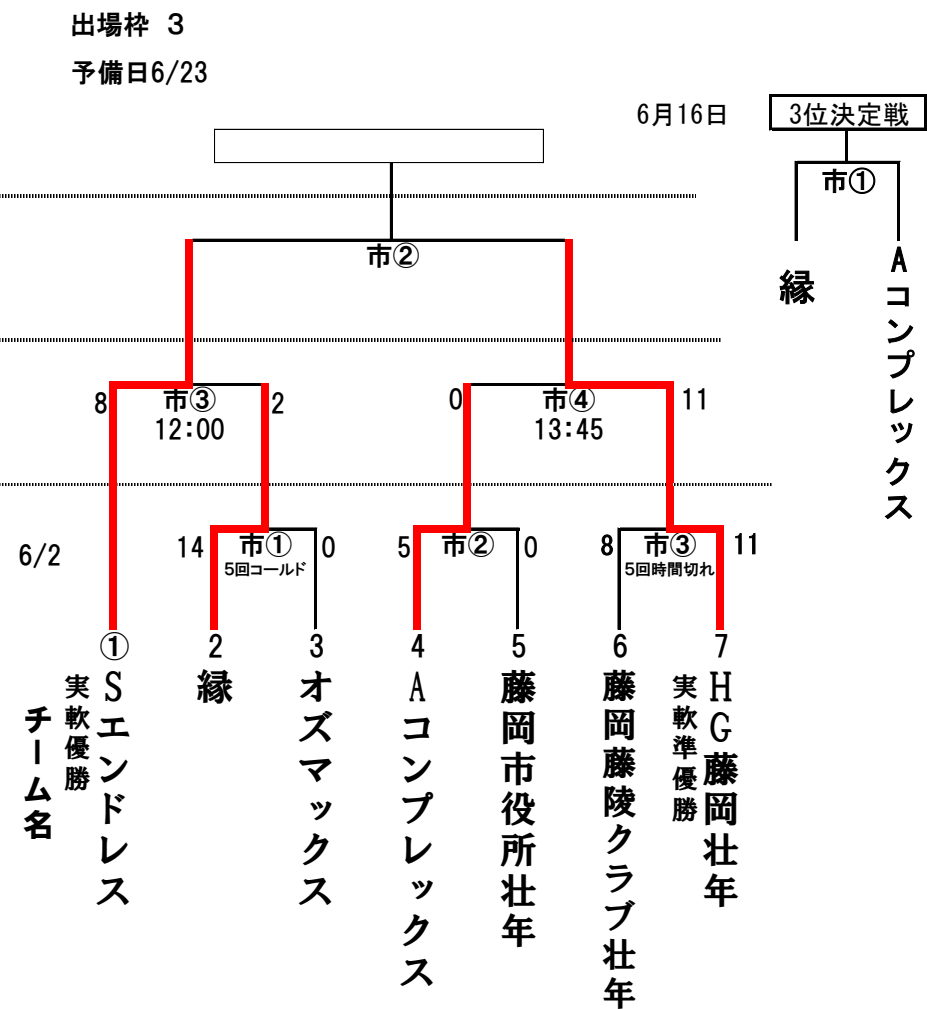 出場枠 3
予備日6/23
6月16日
3位決定戦
市①
縁
Aコンプレックス
市②
8
市③
2
12:00
0
市④
11
13:45
6/2
14
市①
0
5回コールド
5
市②
0
8
市③
11
5回時間切れ
チーム名
①
Sエンドレス
実軟優勝
2
縁
3
オズマックス
4
Aコンプレックス
5
藤岡市役所壮年
6
藤岡藤陵クラブ壮年
7
HG藤岡壮年
実軟準優勝